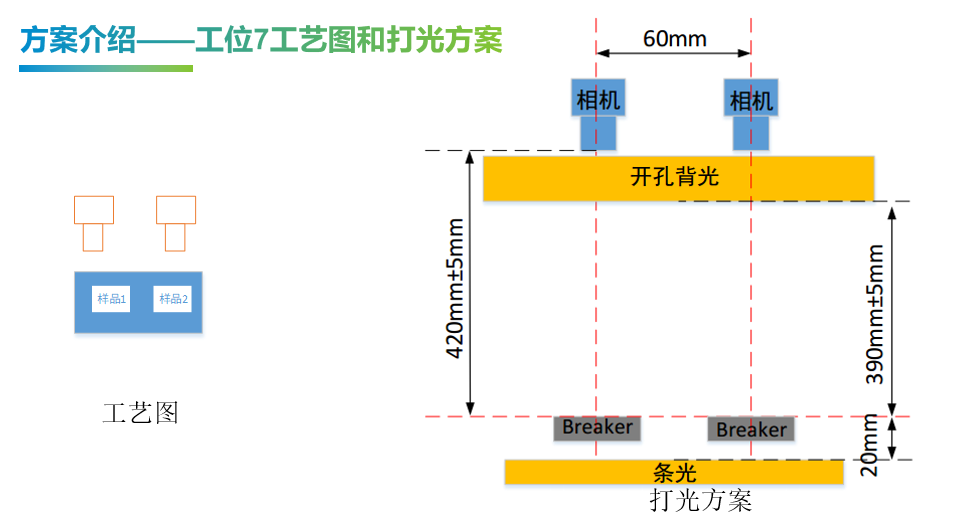 方案介绍——工位7工艺图和打光方案
60mm
相机
相机
开孔背光
420mm±5mm
390mm±5mm
样品1
样品2
工艺图
Breaker
Breaker
20mm
条光
打光方案